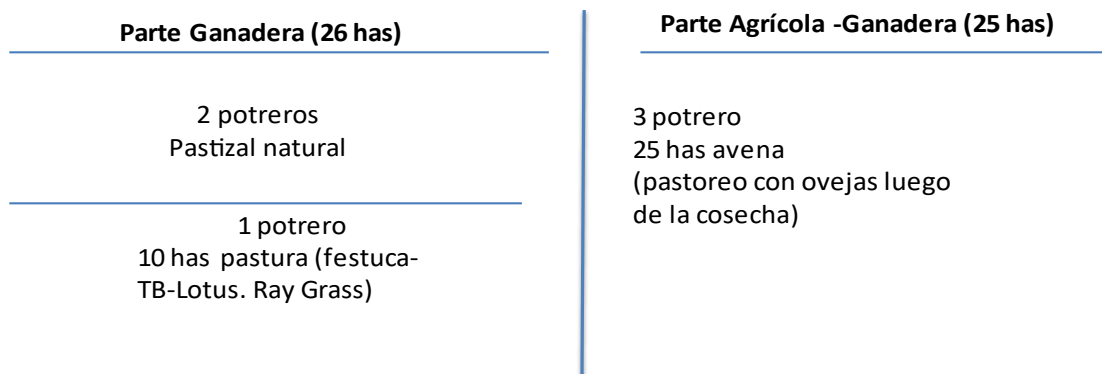 Parte Ganadera (26 has)
2 potreros
Pastizal natural
1 potrero
10 has pastura (festuca-
TB-Lotus. Ray Grass)
Parte Agrícola -Ganadera (25 has)
3 potrero
25 has avena
(pastoreo con ovejas luego
de la cosecha)